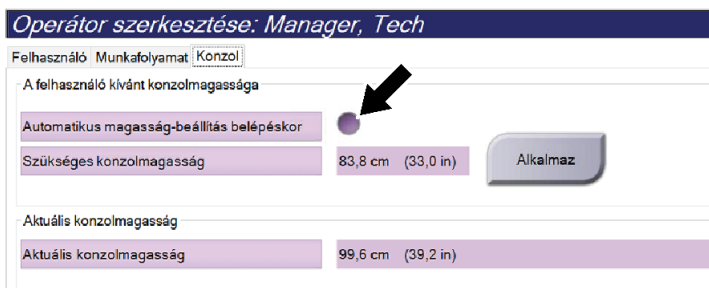 Operátor szerkesztése: Manager, Tech
Felhasználó Munkafolyamat Konzol
A felhasználó kívánt konzolmagassága
Automatikus magasság-beállítás belépéskor
Szükséges konzolmagasság 83,8 cm (33,0 in) Alkalmaz
Aktuális konzolmagasság
Aktuális konzolmagasság 99,6 cm (39,2 in)